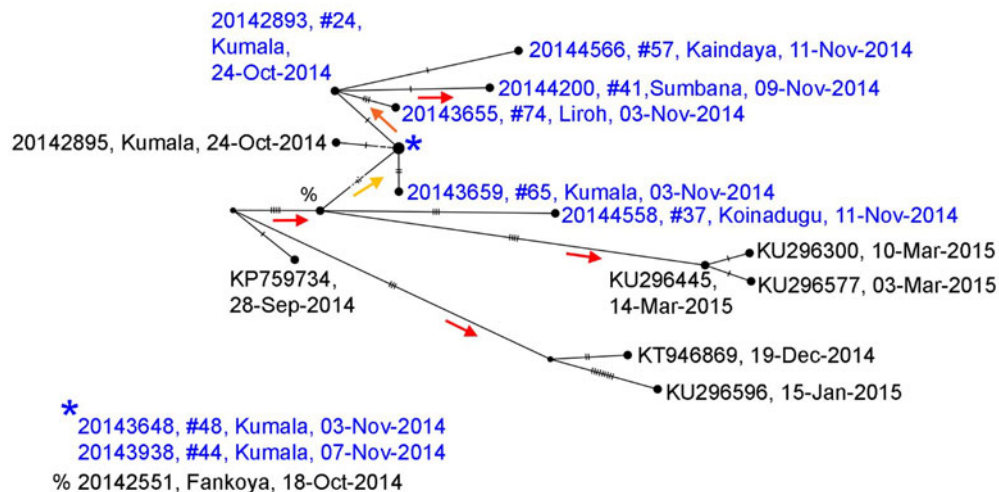 20142893, #24,
Kumala,
24-Oct-2014
20144566, #57, Kaindaya, 11-Nov-2014
20144200, #41,Sumbana, 09-Nov-2014
20143655, #74, Liroh, 03-Nov-2014
20142895, Kumala, 24-Oct-2014
*
20143659, #65, Kumala, 03-Nov-2014
%
20144558, #37, Koinadugu, 11-Nov-2014
KP759734,
28-Sep-2014
KU296445,
14-Mar-2015
KU296300, 10-Mar-2015
KU296577, 03-Mar-2015
KT946869, 19-Dec-2014
KU296596, 15-Jan-2015
*
20143648, #48, Kumala, 03-Nov-2014
20143938, #44, Kumala, 07-Nov-2014
% 20142551, Fankoya, 18-Oct-2014